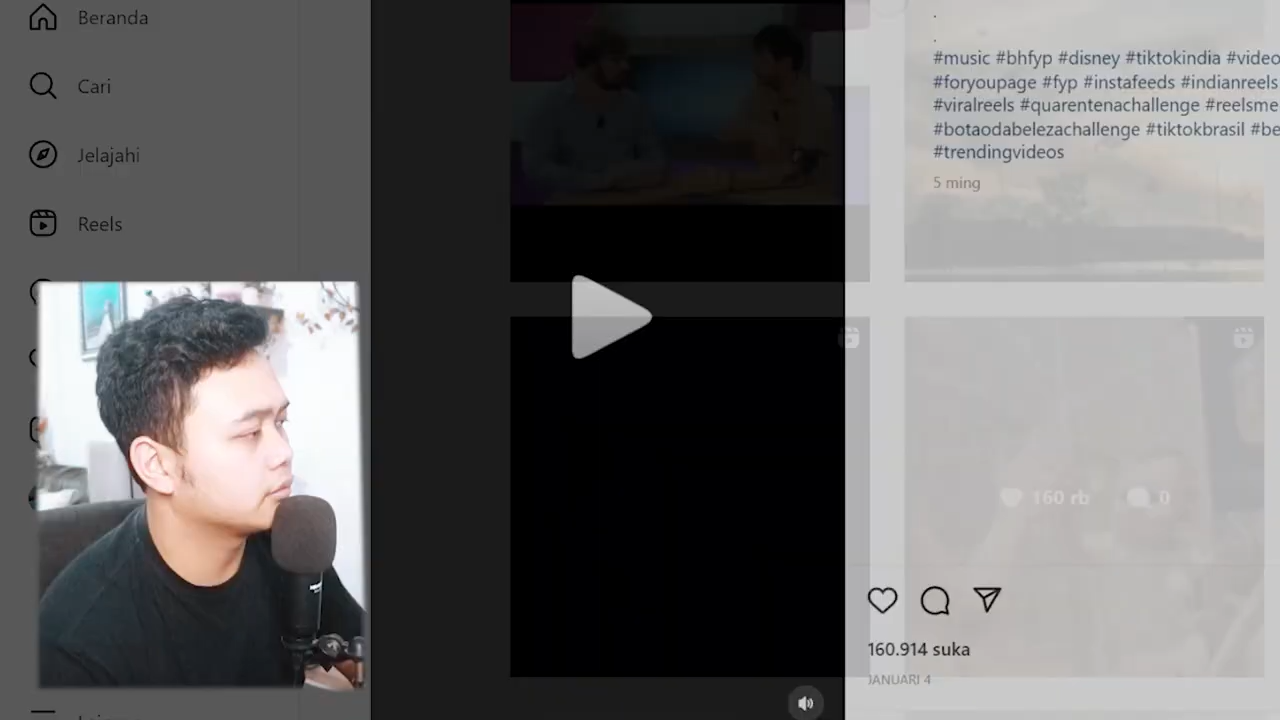 Beranda
Cari
Jelajahi
Reels
.
.
#music #bhfyp #disney #tiktokindia #video
#foryoupage #fyp #instafeeds #indianreels
#viralreels #quarentenachallenge #reelsme
#botaodabelezachallenge #tiktokbrasil #be
#trendingvideos
5 ming
160 rb
0
160.914 suka
JANUARI 4